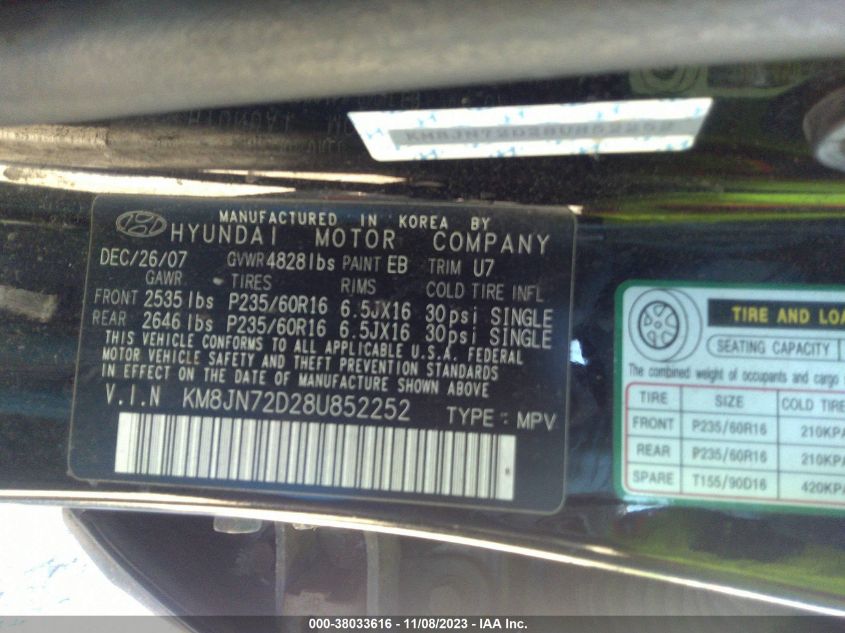 MANUFACTURED IN KOREA BY
HYUNDAI MOTOR COMPANY
DEC/26/07 GVWR 4828lbs PAINT EB TRIM U7
GAWR TIRES RIMS COLD TIRE INFL
FRONT 2535lbs P235/60R16 6.5JX16 30psi SINGLE
REAR 2646lbs P235/60R16 6.5JX16 30psi SINGLE
THIS VEHICLE CONFORMS TO ALL APPLICABLE U.S.A. FEDERAL
MOTOR VEHICLE SAFETY AND THEFT PREVENTION STANDARDS
IN EFFECT ON THE DATE OF MANUFACTURE SHOWN ABOVE.
V.I.N KM8JN72D28U852252 TYPE : MPV
TIRE AND LOA
SEATING CAPACITY
The combined weight of occupants and cargo
TIRE SIZE COLD TIRE
FRONT P235/60R16 210KPA
REAR P235/60R16 210KPA
SPARE T155/90D16 420KPA
000-38033616 - 11/08/2023 - IAA Inc.